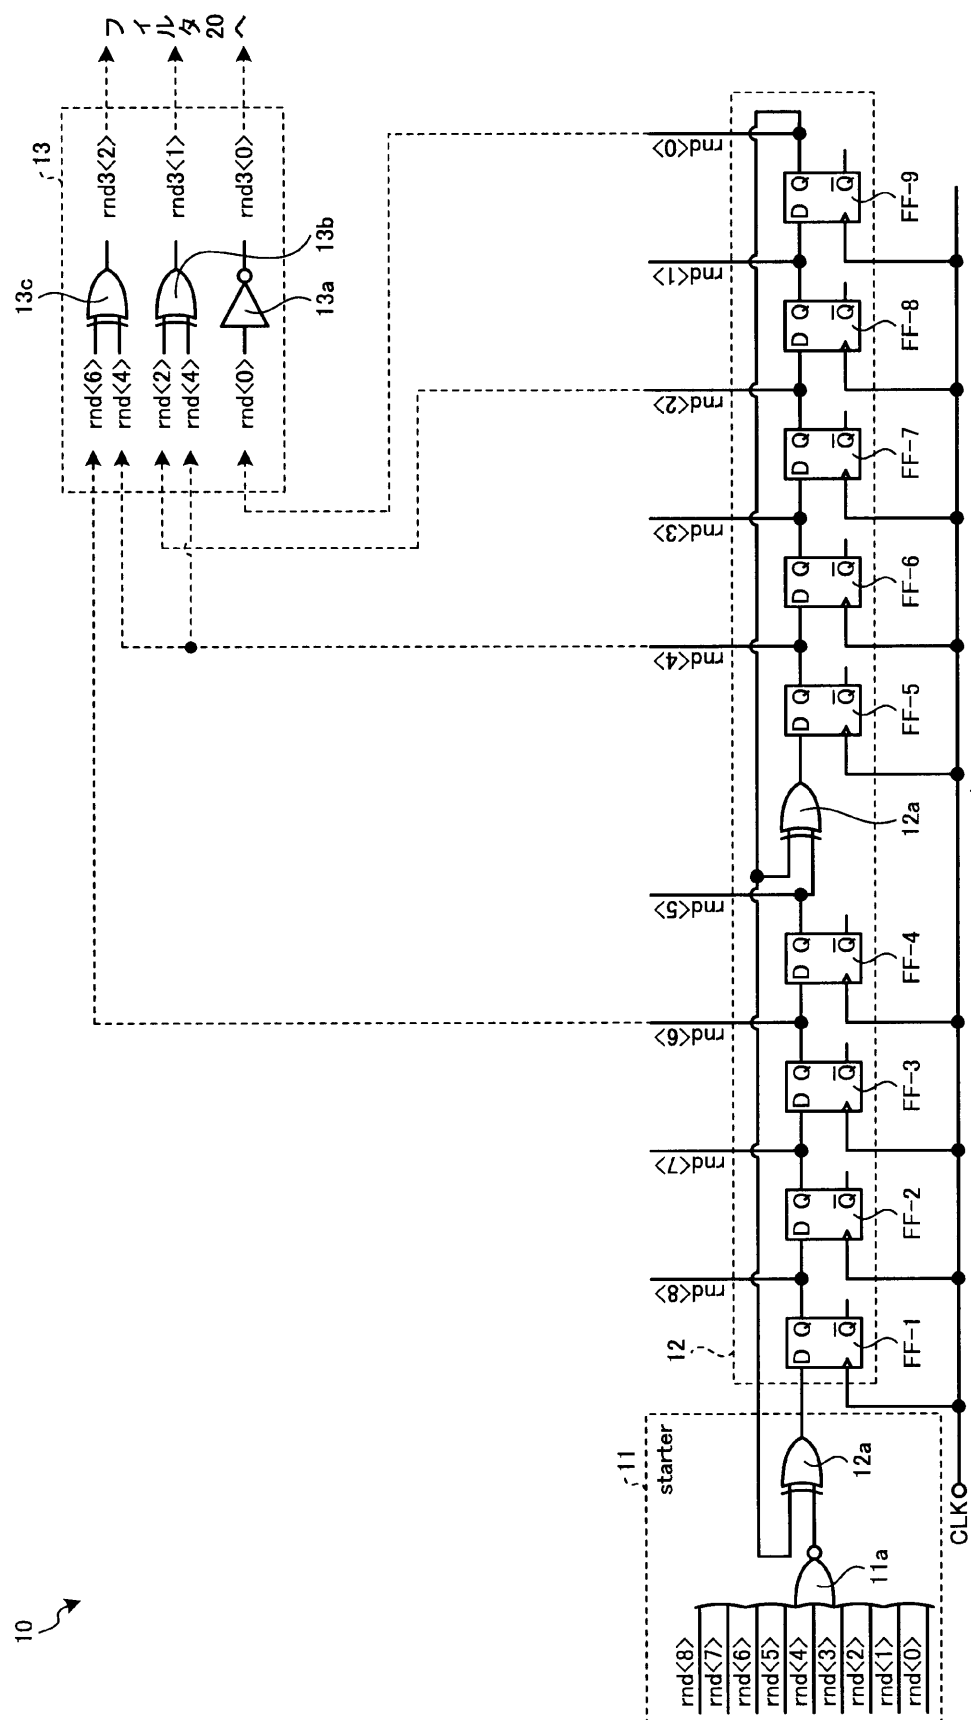 10
11
starter
rnd<8>
rnd<7>
rnd<6>
rnd<5>
rnd<4>
rnd<3>
rnd<2>
rnd<1>
rnd<0>
11a
12a
CLK
12
rnd<8>
rnd<7>
rnd<6>
rnd<5>
rnd<4>
rnd<3>
rnd<2>
rnd<1>
rnd<0>
D Q
Q
FF-1
D Q
Q
FF-2
D Q
Q
FF-3
D Q
Q
FF-4
12a
D Q
Q
FF-5
D Q
Q
FF-6
D Q
Q
FF-7
D Q
Q
FF-8
D Q
Q
FF-9
13
13c
rnd<6>
rnd<4>
rnd3<2>
rnd<2>
rnd<4>
rnd3<1>
13b
rnd<0>
rnd3<0>
13a
フィルタ20へ